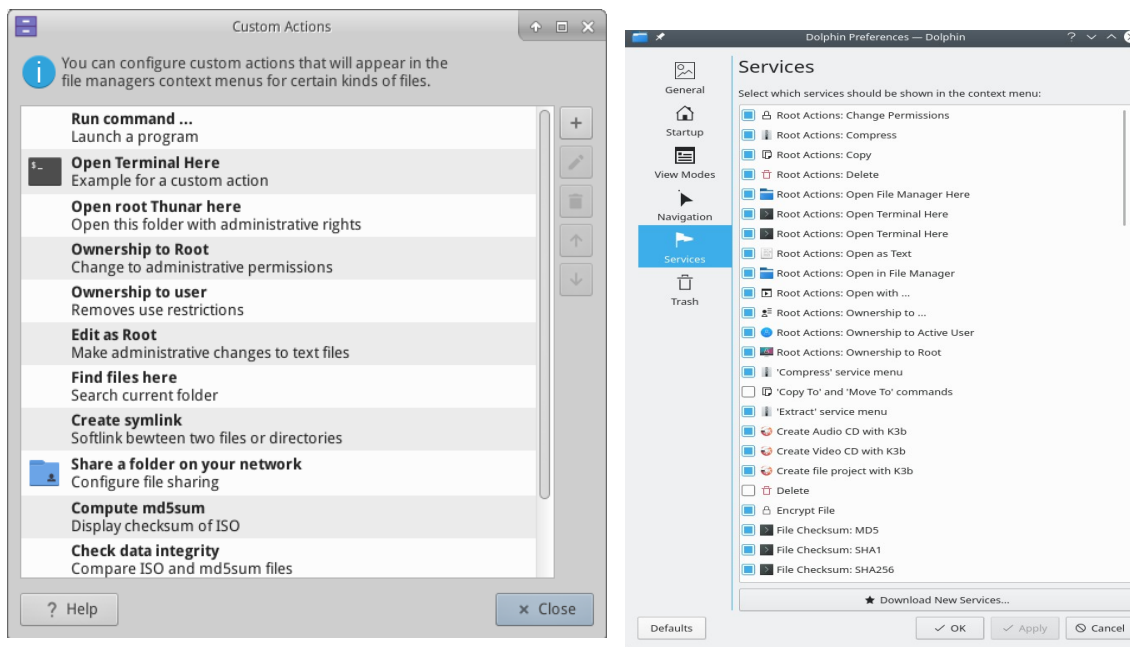 Custom Actions
You can configure custom actions that will appear in the
file managers context menus for certain kinds of files.
Run command ...
Launch a program
$_
Open Terminal Here
Example for a custom action
Open root Thunar here
Open this folder with administrative rights
Ownership to Root
Change to administrative permissions
Ownership to user
Removes use restrictions
Edit as Root
Make administrative changes to text files
Find files here
Search current folder
Create symlink
Softlink bewteen two files or directories
Share a folder on your network
Configure file sharing
Compute md5sum
Display checksum of ISO
Check data integrity
Compare ISO and md5sum files
? Help
Close
Dolphin Preferences — Dolphin
General
Startup
View Modes
Navigation
Services
Trash
Services
Select which services should be shown in the context menu:
Root Actions: Change Permissions
Root Actions: Compress
Root Actions: Copy
Root Actions: Delete
Root Actions: Open File Manager Here
Root Actions: Open Terminal Here
Root Actions: Open Terminal Here
Root Actions: Open as Text
Root Actions: Open in File Manager
Root Actions: Open with ...
Root Actions: Ownership to ...
Root Actions: Ownership to Active User
Root Actions: Ownership to Root
'Compress' service menu
'Copy To' and 'Move To' commands
'Extract' service menu
Create Audio CD with K3b
Create Video CD with K3b
Create file project with K3b
Delete
Encrypt File
File Checksum: MD5
File Checksum: SHA1
File Checksum: SHA256
Download New Services...
Defaults
OK
Apply
Cancel